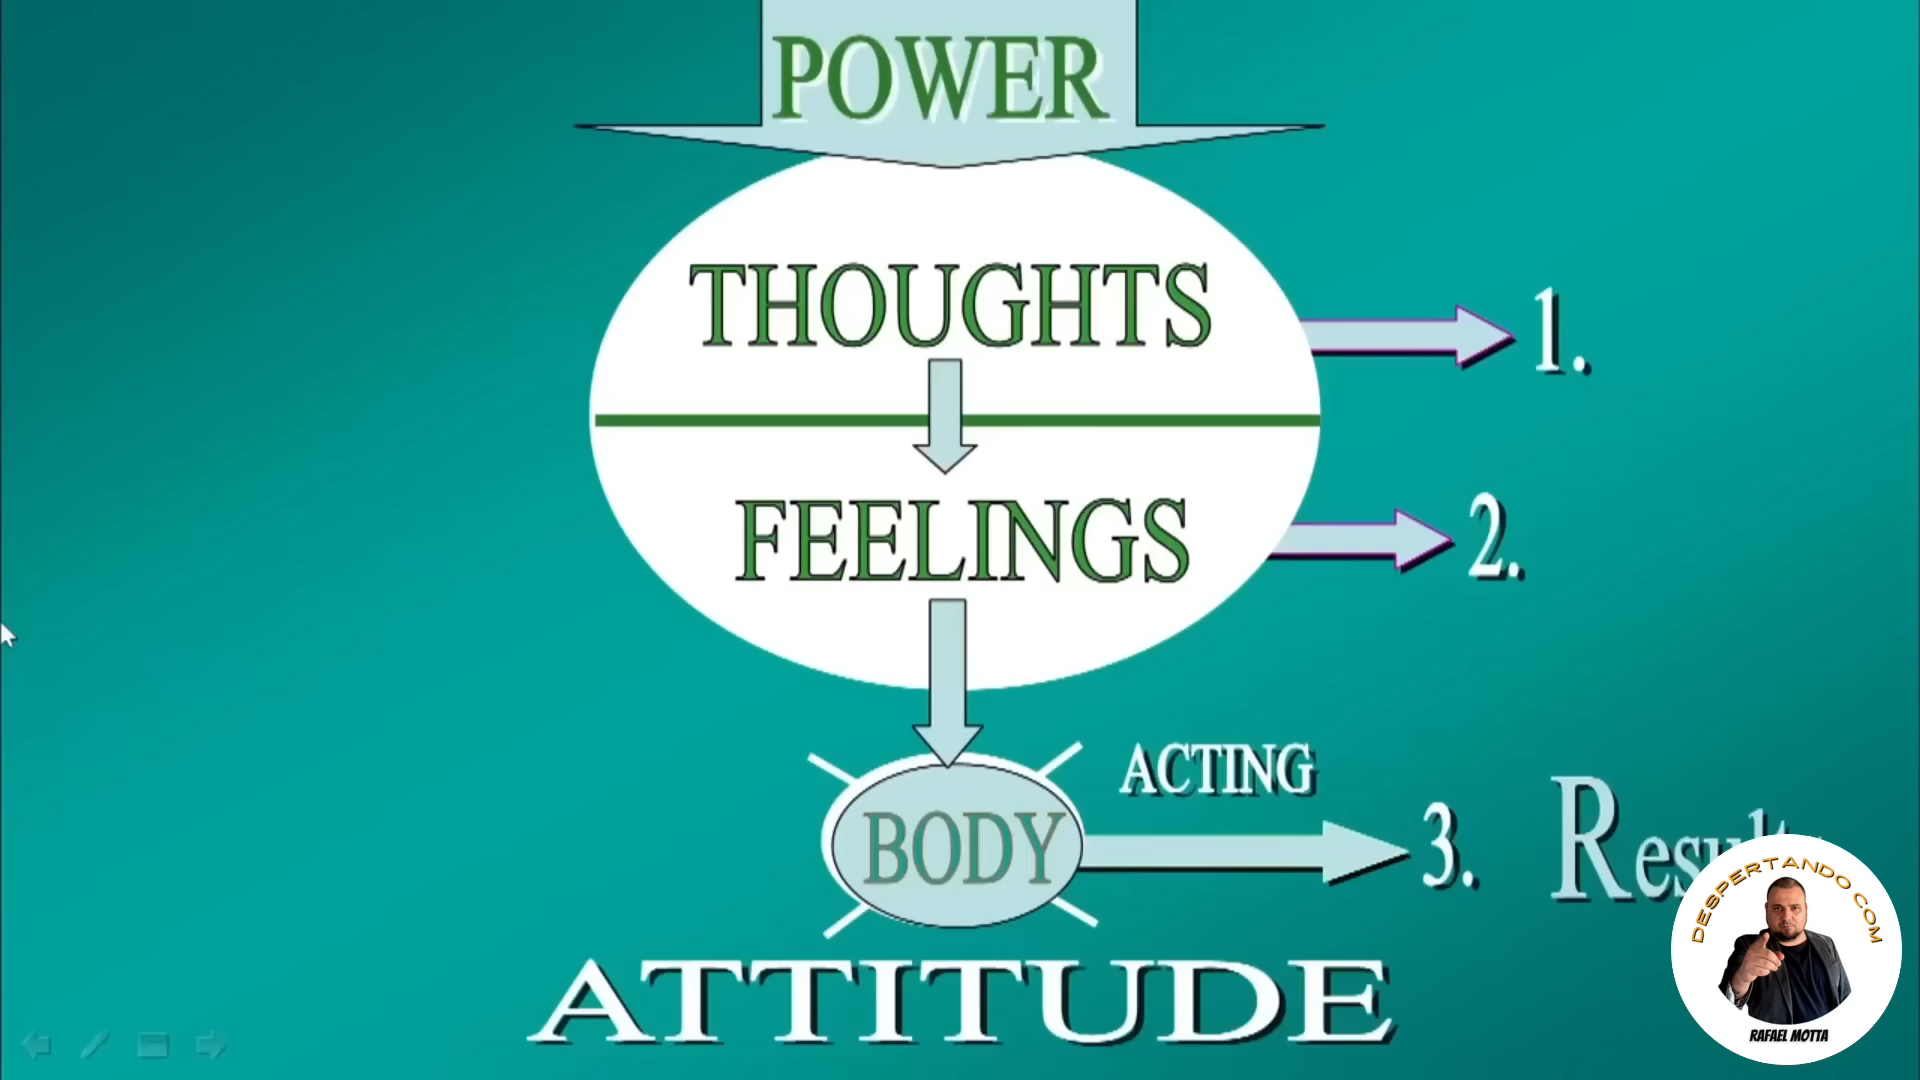 POWER
THOUGHTS
1.
FEELINGS
2.
ACTING
BODY
3.
ATTITUDE
DESPERTANDO COM
RAFAEL MOTTA